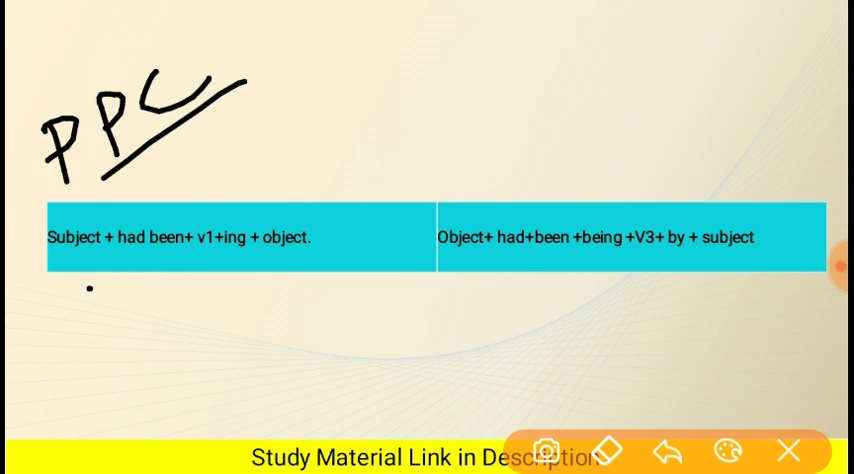 PPC
Subject + had been+ v1+ing + object.
Object+ had+been +being +V3+ by + subject
Study Material Link in Description